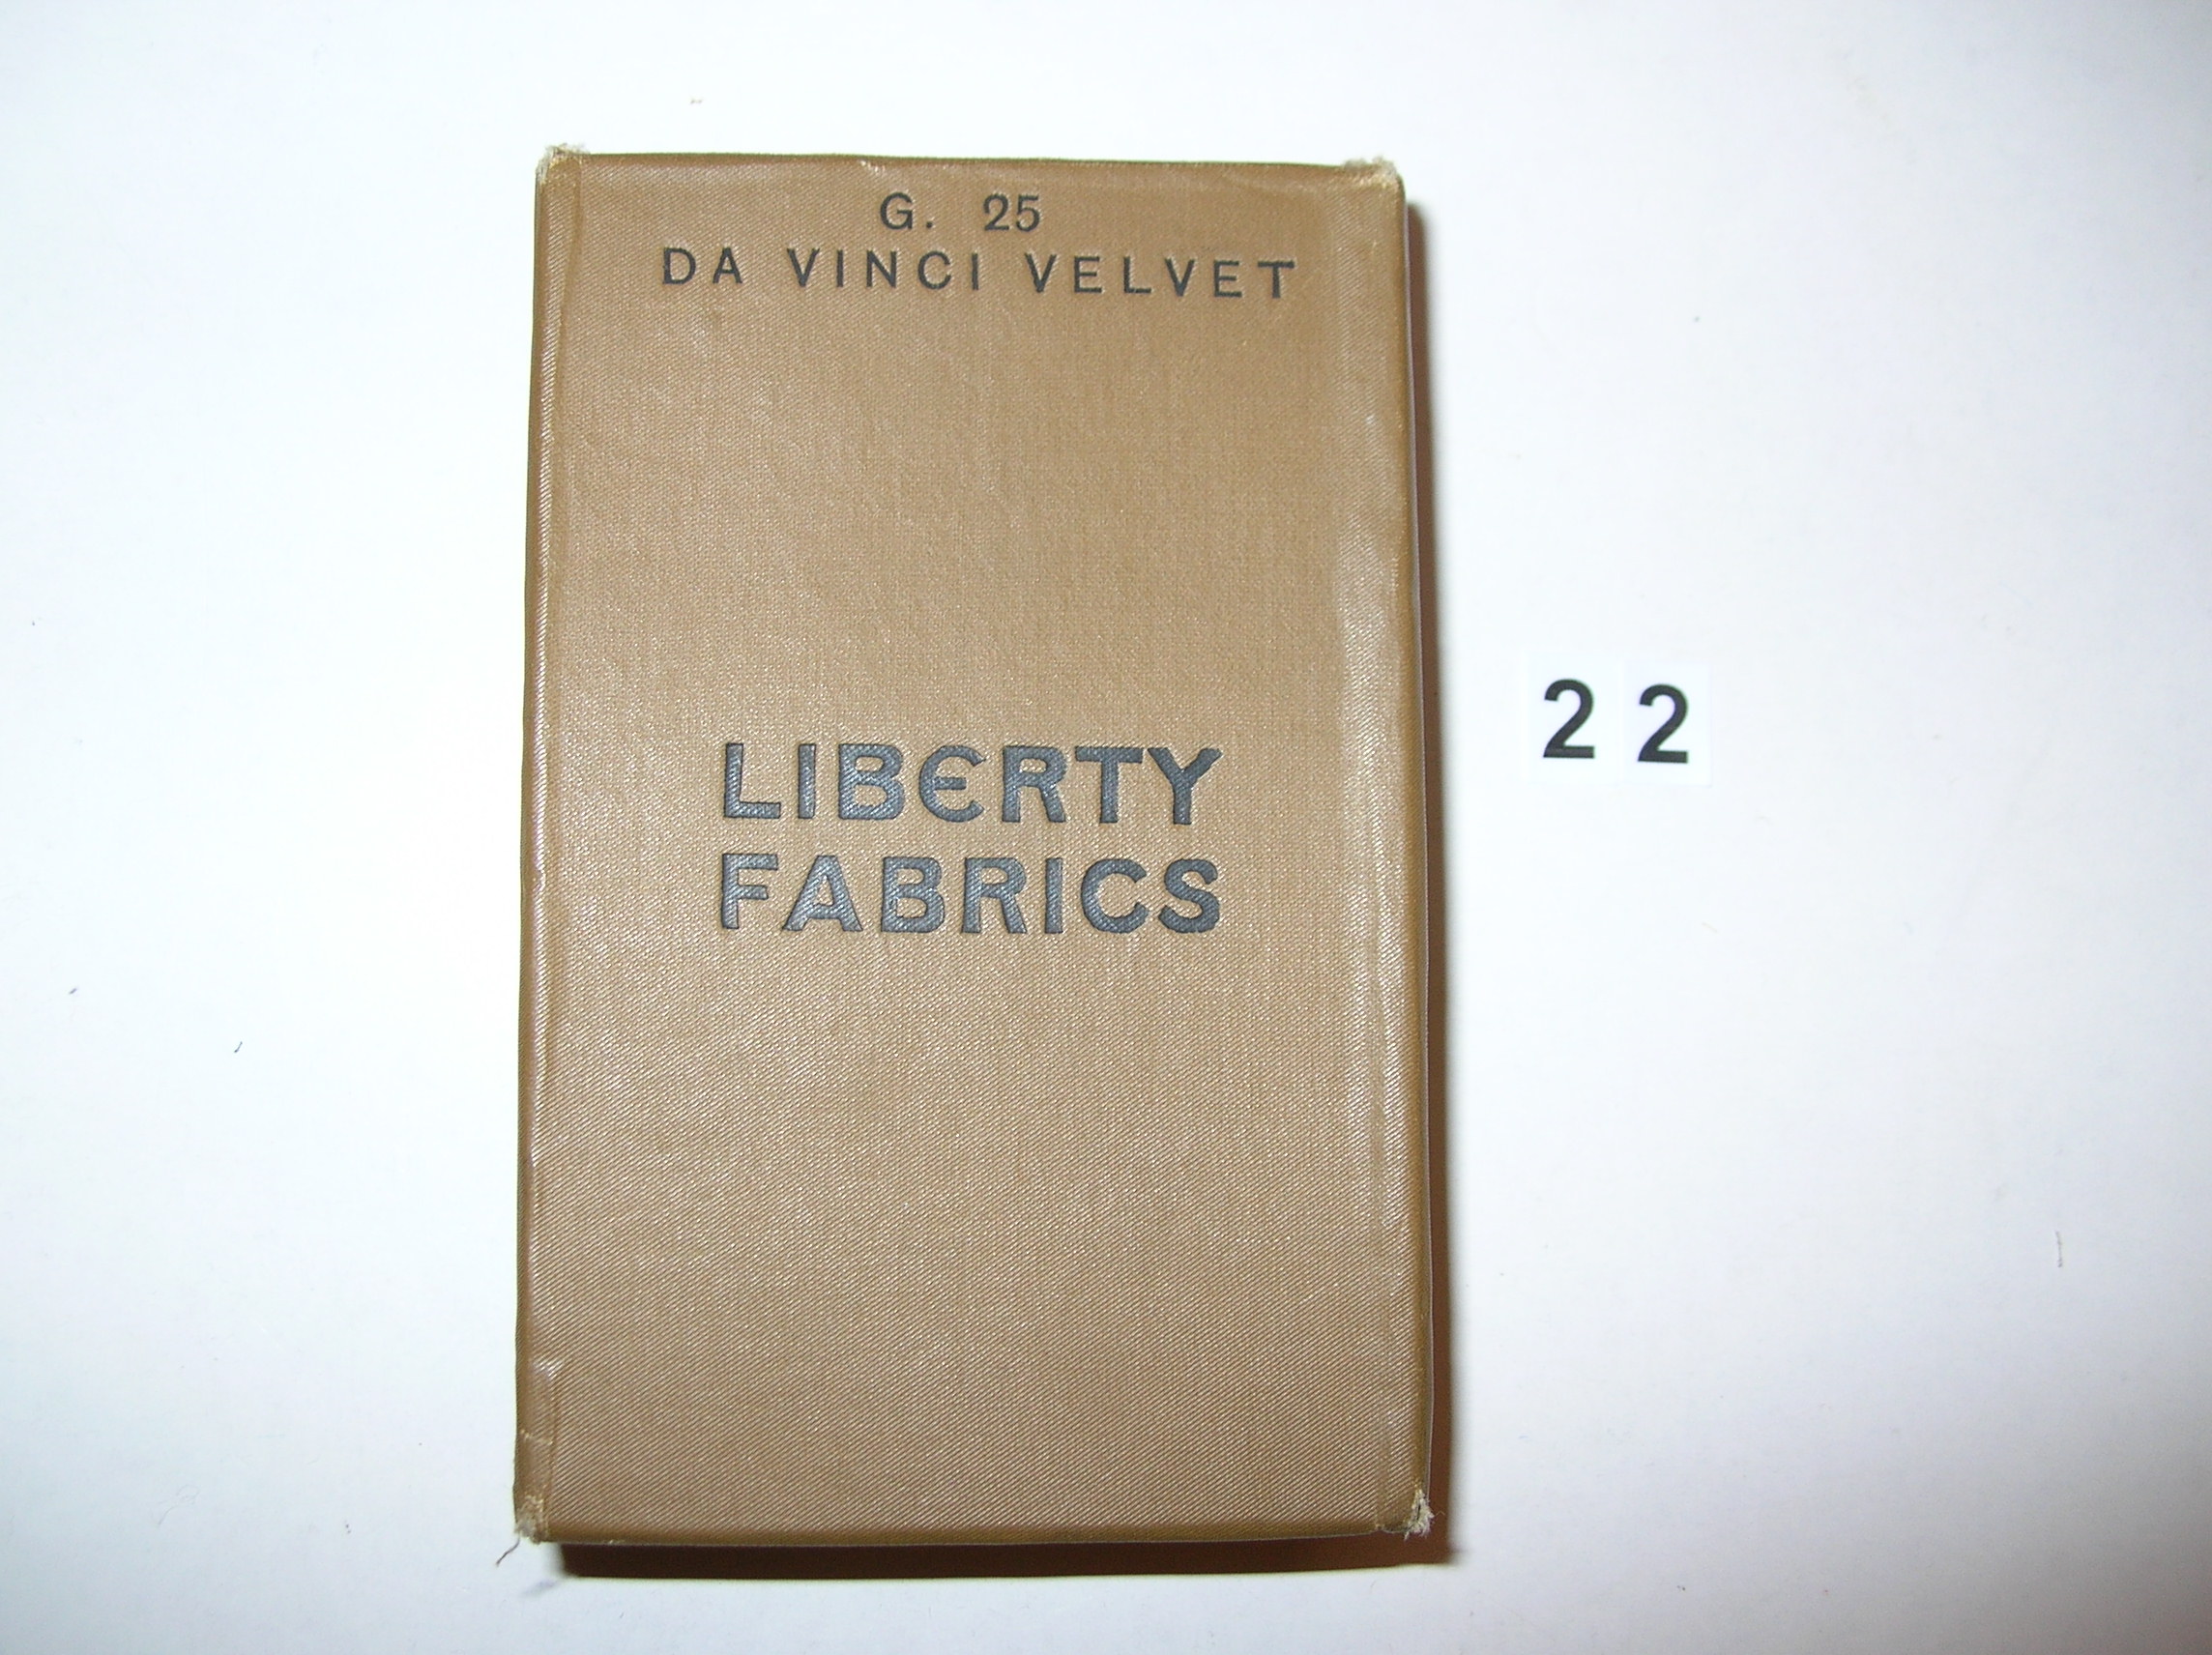 G. 25
DA VINCI VELVET
LIBERTY
FABRICS
22